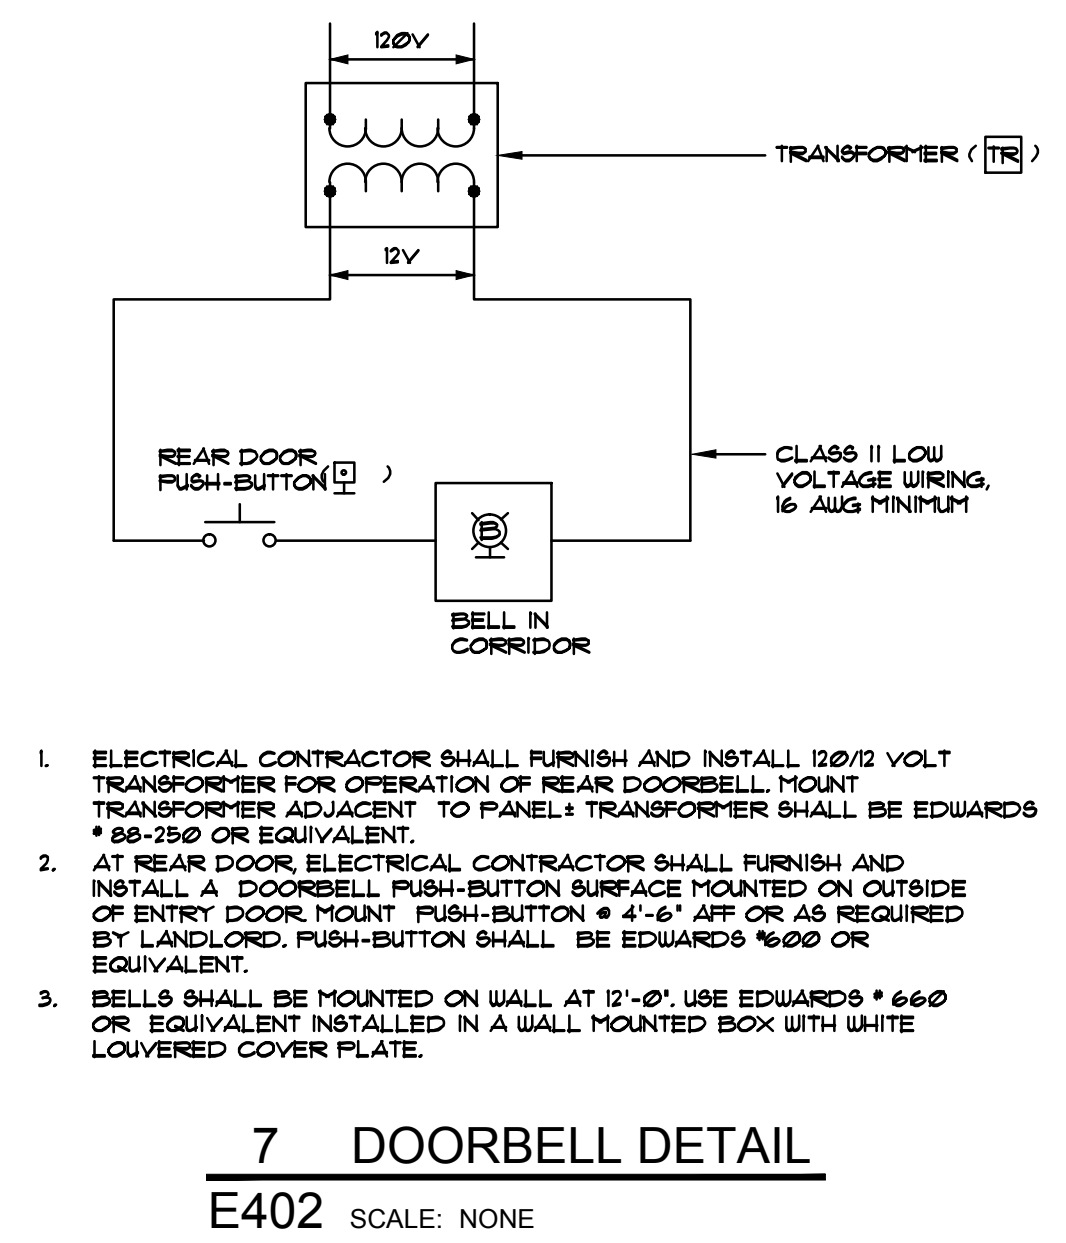 120V
TRANSFORMER ( TR )
12V
REAR DOOR
PUSH-BUTTON ( )
CLASS II LOW
VOLTAGE WIRING,
16 AWG MINIMUM
B
BELL IN
CORRIDOR
1. ELECTRICAL CONTRACTOR SHALL FURNISH AND INSTALL 120/12 VOLT
TRANSFORMER FOR OPERATION OF REAR DOORBELL. MOUNT
TRANSFORMER ADJACENT TO PANEL± TRANSFORMER SHALL BE EDWARDS
# 88-250 OR EQUIVALENT.
2. AT REAR DOOR, ELECTRICAL CONTRACTOR SHALL FURNISH AND
INSTALL A DOORBELL PUSH-BUTTON SURFACE MOUNTED ON OUTSIDE
OF ENTRY DOOR. MOUNT PUSH-BUTTON @ 4'-6" AFF OR AS REQUIRED
BY LANDLORD. PUSH-BUTTON SHALL BE EDWARDS #600 OR
EQUIVALENT.
3. BELLS SHALL BE MOUNTED ON WALL AT 12'-0". USE EDWARDS # 660
OR EQUIVALENT INSTALLED IN A WALL MOUNTED BOX WITH WHITE
LOUVERED COVER PLATE.
7 DOORBELL DETAIL
E402 SCALE: NONE